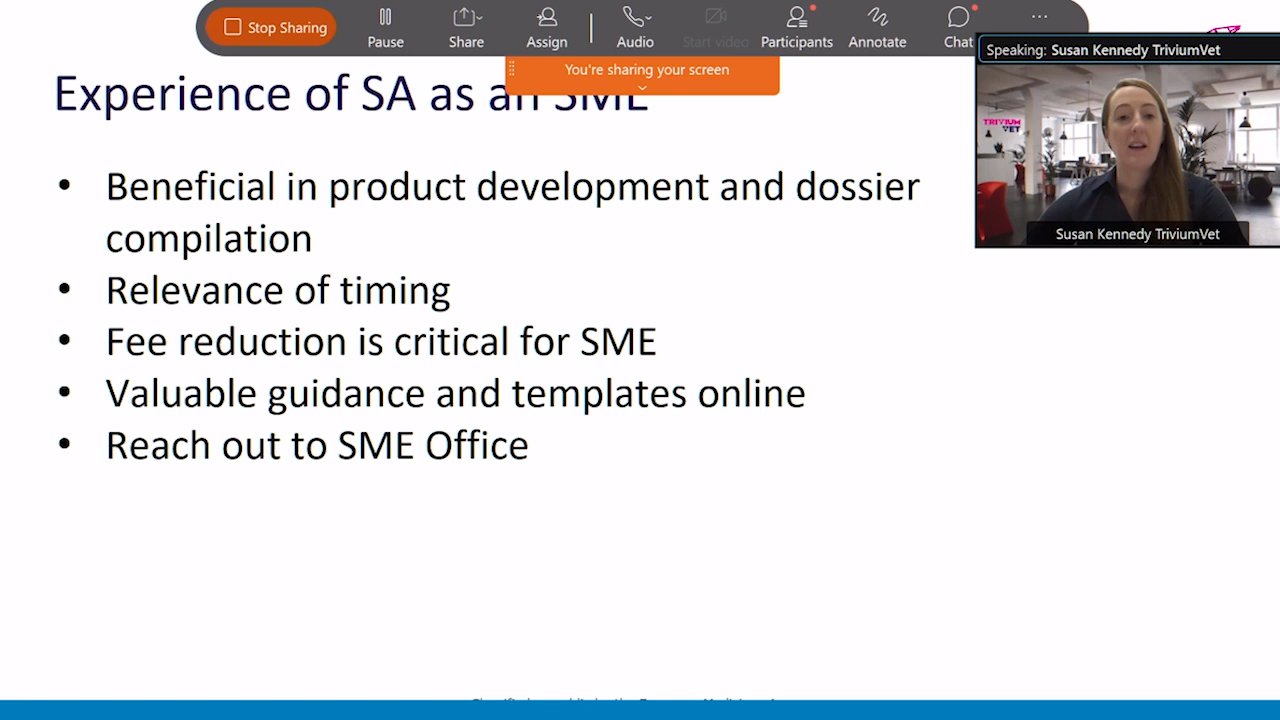 Stop Sharing
Pause
Share
Assign
Audio
Start video
Participants
Annotate
Chat
You're sharing your screen
Speaking: Susan Kennedy TriviumVet
TRIVIUM
VET
Susan Kennedy TriviumVet
Experience of SA as an SME
• Beneficial in product development and dossier
compilation
• Relevance of timing
• Fee reduction is critical for SME
• Valuable guidance and templates online
• Reach out to SME Office